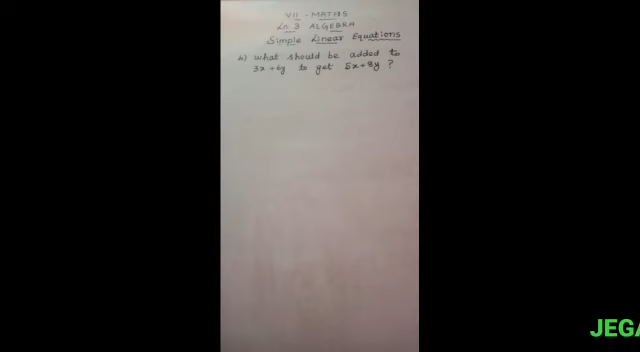 VII - MATHS
Ln. 3 ALGEBRA
Simple Linear Equations
4) What should be added to
3x + 6y to get 5x + 8y ?
JEGA